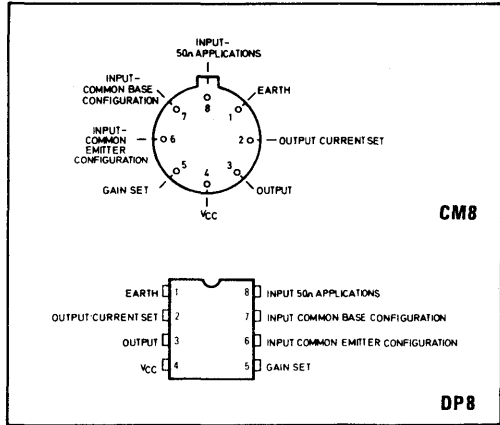 INPUT-
50n APPLICATIONS
INPUT-
COMMON BASE
CONFIGURATION
EARTH
8
7
1
INPUT-
COMMON
EMITTER
CONFIGURATION
6
2
OUTPUT CURRENT SET
5
4
3
GAIN SET
OUTPUT
VCC
CM8
EARTH 1 8 INPUT 50n APPLICATIONS
OUTPUT CURRENT SET 2 7 INPUT COMMON BASE CONFIGURATION
OUTPUT 3 6 INPUT COMMON EMITTER CONFIGURATION
VCC 4 5 GAIN SET
DP8